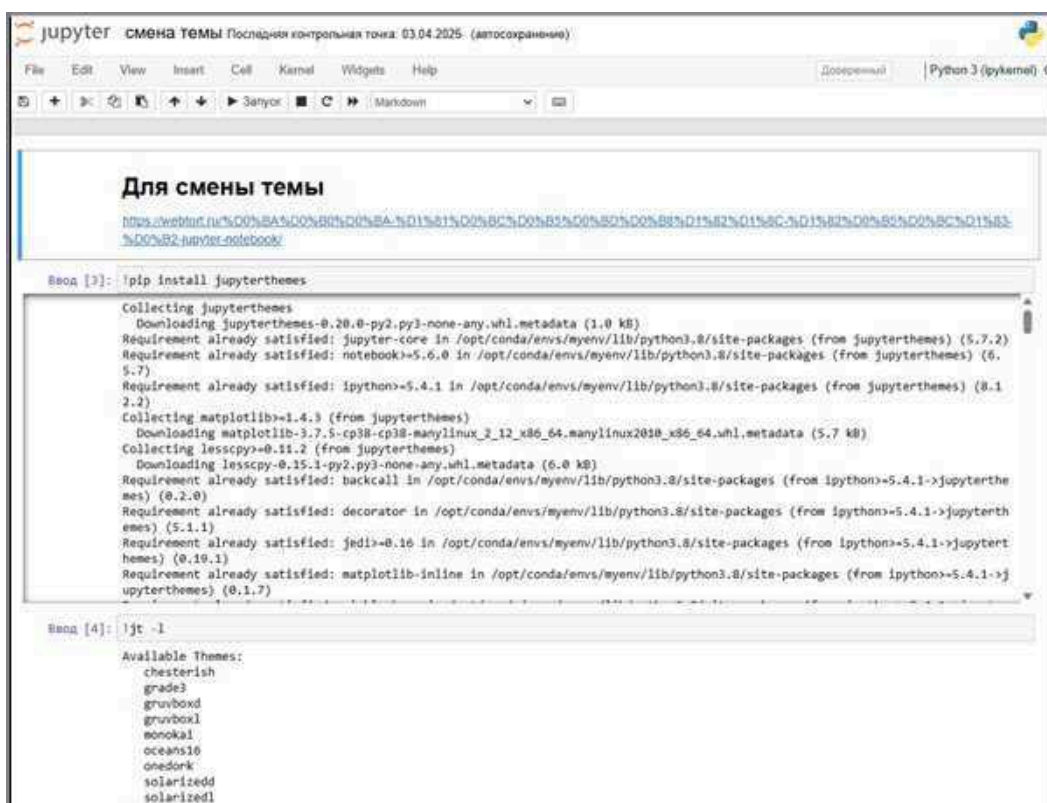 jupyter смена темы Последняя контрольная точка: 03.04.2025 (автосохранение)
File Edit View Insert Cell Kernel Widgets Help Доверенный Python 3 (ipykernel)
Запуск Markdown
Для смены темы
https://webtort.ru/%D0%BA%D0%B0%D0%BA-%D1%81%D0%BC%D0%B5%D0%BD%D0%B8%D1%82%D1%8C-%D1%82%D0%B5%D0%BC%D1%83-
%D0%B2-jupyter-notebook/
Ввод [3]: !pip install jupyterthemes
Collecting jupyterthemes
Downloading jupyterthemes-0.20.0-py2.py3-none-any.whl.metadata (1.0 kB)
Requirement already satisfied: jupyter-core in /opt/conda/envs/myenv/lib/python3.8/site-packages (from jupyterthemes) (5.7.2)
Requirement already satisfied: notebook>=5.6.0 in /opt/conda/envs/myenv/lib/python3.8/site-packages (from jupyterthemes) (6.
5.7)
Requirement already satisfied: ipython>=5.4.1 in /opt/conda/envs/myenv/lib/python3.8/site-packages (from jupyterthemes) (8.1
2.2)
Collecting matplotlib>=1.4.3 (from jupyterthemes)
Downloading matplotlib-3.7.5-cp38-cp38-manylinux_2_12_x86_64.manylinux2010_x86_64.whl.metadata (5.7 kB)
Collecting lesscpy>=0.11.2 (from jupyterthemes)
Downloading lesscpy-0.15.1-py2.py3-none-any.whl.metadata (6.0 kB)
Requirement already satisfied: backcall in /opt/conda/envs/myenv/lib/python3.8/site-packages (from ipython>=5.4.1->jupyterthe
mes) (0.2.0)
Requirement already satisfied: decorator in /opt/conda/envs/myenv/lib/python3.8/site-packages (from ipython>=5.4.1->jupyterth
emes) (5.1.1)
Requirement already satisfied: jedi>=0.16 in /opt/conda/envs/myenv/lib/python3.8/site-packages (from ipython>=5.4.1->jupytert
hemes) (0.19.1)
Requirement already satisfied: matplotlib-inline in /opt/conda/envs/myenv/lib/python3.8/site-packages (from ipython>=5.4.1->j
upyterthemes) (0.1.7)
Ввод [4]: !jt -l
Available Themes:
chesterish
grade3
gruvboxd
gruvboxl
monokai
oceans16
onedork
solarizedd
solarizedl